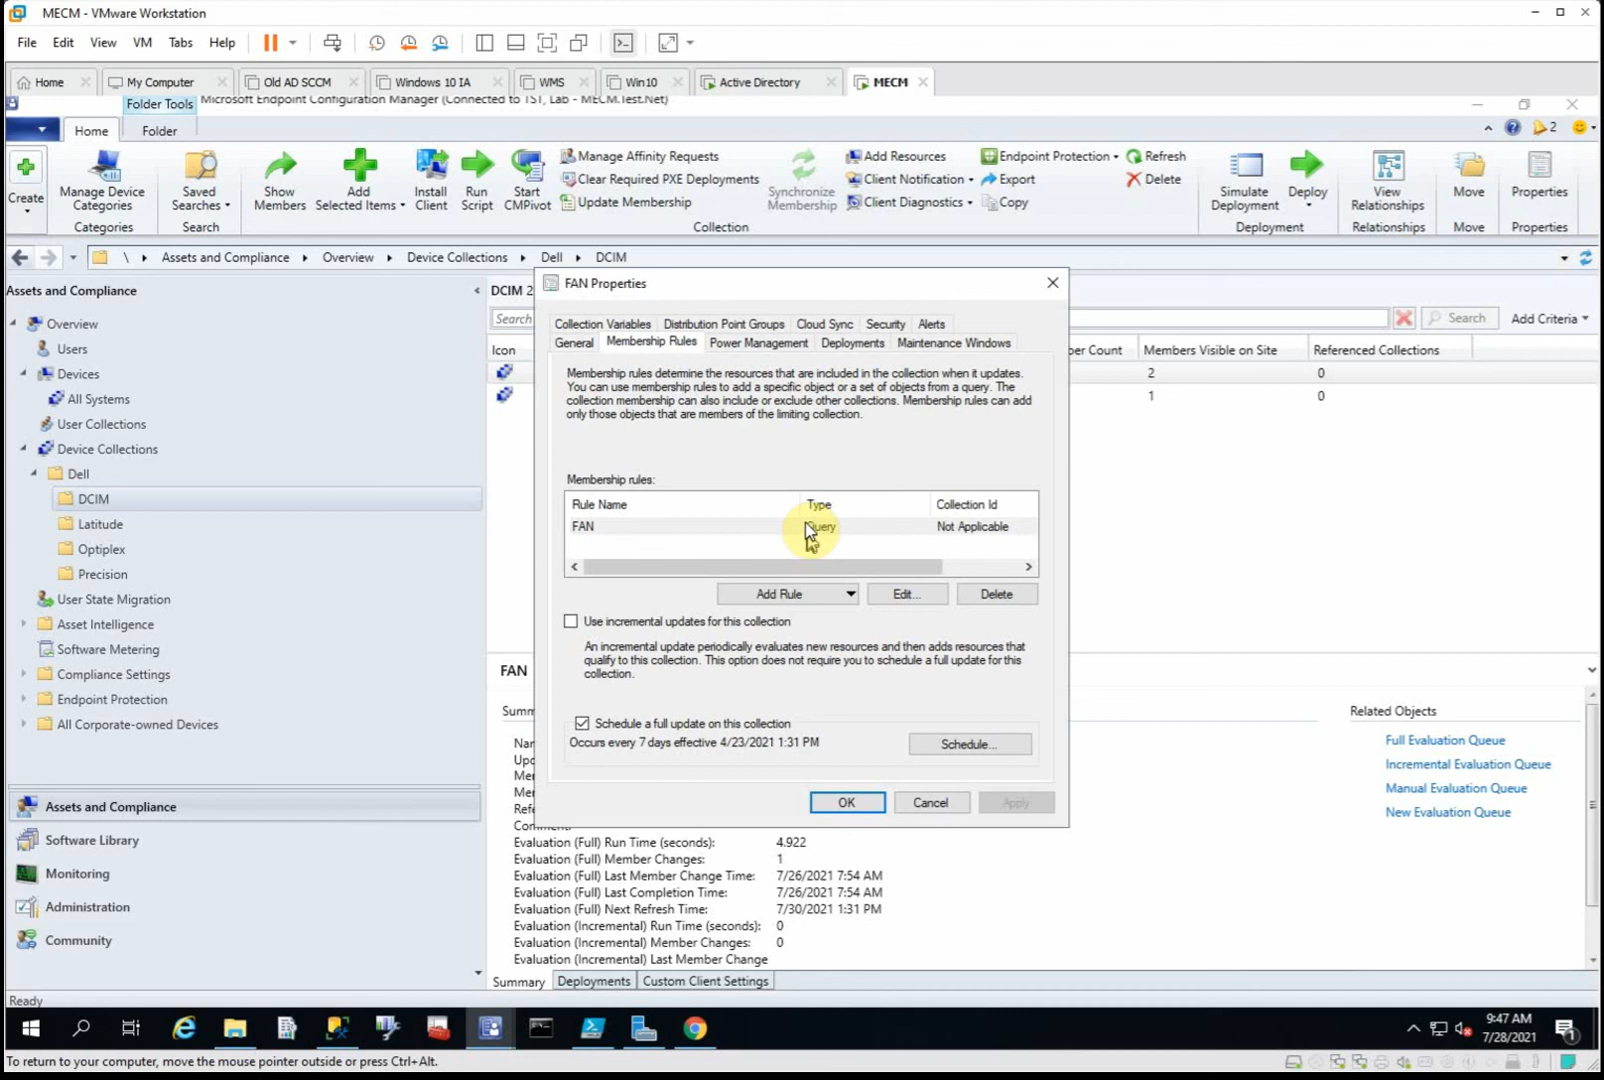 MECM - VMware Workstation
File Edit View VM Tabs Help
Home My Computer Old AD SCCM Windows 10 IA WMS Win10 Active Directory MECM
Folder Tools Microsoft Endpoint Configuration Manager (Connected to TST, Lab - MECM.Test.Net)
Home Folder 2
Create
Manage Device Categories
Categories
Saved Searches
Search
Show Members
Add Selected Items
Install Client
Run Script
Start CMPivot
Manage Affinity Requests
Clear Required PXE Deployments
Update Membership
Synchronize Membership
Add Resources
Client Notification
Client Diagnostics
Endpoint Protection
Export
Copy
Refresh
Delete
Collection
Simulate Deployment
Deploy
Deployment
View Relationships
Relationships
Move
Move
Properties
Properties
\ Assets and Compliance Overview Device Collections Dell DCIM
Assets and Compliance
Overview
Users
Devices
All Systems
User Collections
Device Collections
Dell
DCIM
Latitude
Optiplex
Precision
User State Migration
Asset Intelligence
Software Metering
Compliance Settings
Endpoint Protection
All Corporate-owned Devices
Assets and Compliance
Software Library
Monitoring
Administration
Community
DCIM 2
Search
Search Add Criteria
Icon
Members Visible on Site Referenced Collections
2 0
1 0
FAN Properties
Collection Variables Distribution Point Groups Cloud Sync Security Alerts
General Membership Rules Power Management Deployments Maintenance Windows
Membership rules determine the resources that are included in the collection when it updates.
You can use membership rules to add a specific object or a set of objects from a query. The
collection membership can also include or exclude other collections. Membership rules can add
only those objects that are members of the limiting collection.
Membership rules:
Rule Name Type Collection Id
FAN Query Not Applicable
Add Rule Edit... Delete
Use incremental updates for this collection
An incremental update periodically evaluates new resources and then adds resources that
qualify to this collection. This option does not require you to schedule a full update for this
collection.
Schedule a full update on this collection
Occurs every 7 days effective 4/23/2021 1:31 PM
Schedule...
OK Cancel Apply
FAN
Evaluation (Full) Run Time (seconds): 4.922
Evaluation (Full) Member Changes: 1
Evaluation (Full) Last Member Change Time: 7/26/2021 7:54 AM
Evaluation (Full) Last Completion Time: 7/26/2021 7:54 AM
Evaluation (Full) Next Refresh Time: 7/30/2021 1:31 PM
Evaluation (Incremental) Run Time (seconds): 0
Evaluation (Incremental) Member Changes: 0
Evaluation (Incremental) Last Member Change
Related Objects
Full Evaluation Queue
Incremental Evaluation Queue
Manual Evaluation Queue
New Evaluation Queue
Summary Deployments Custom Client Settings
Ready
9:47 AM
7/28/2021
1
To return to your computer, move the mouse pointer outside or press Ctrl+Alt.